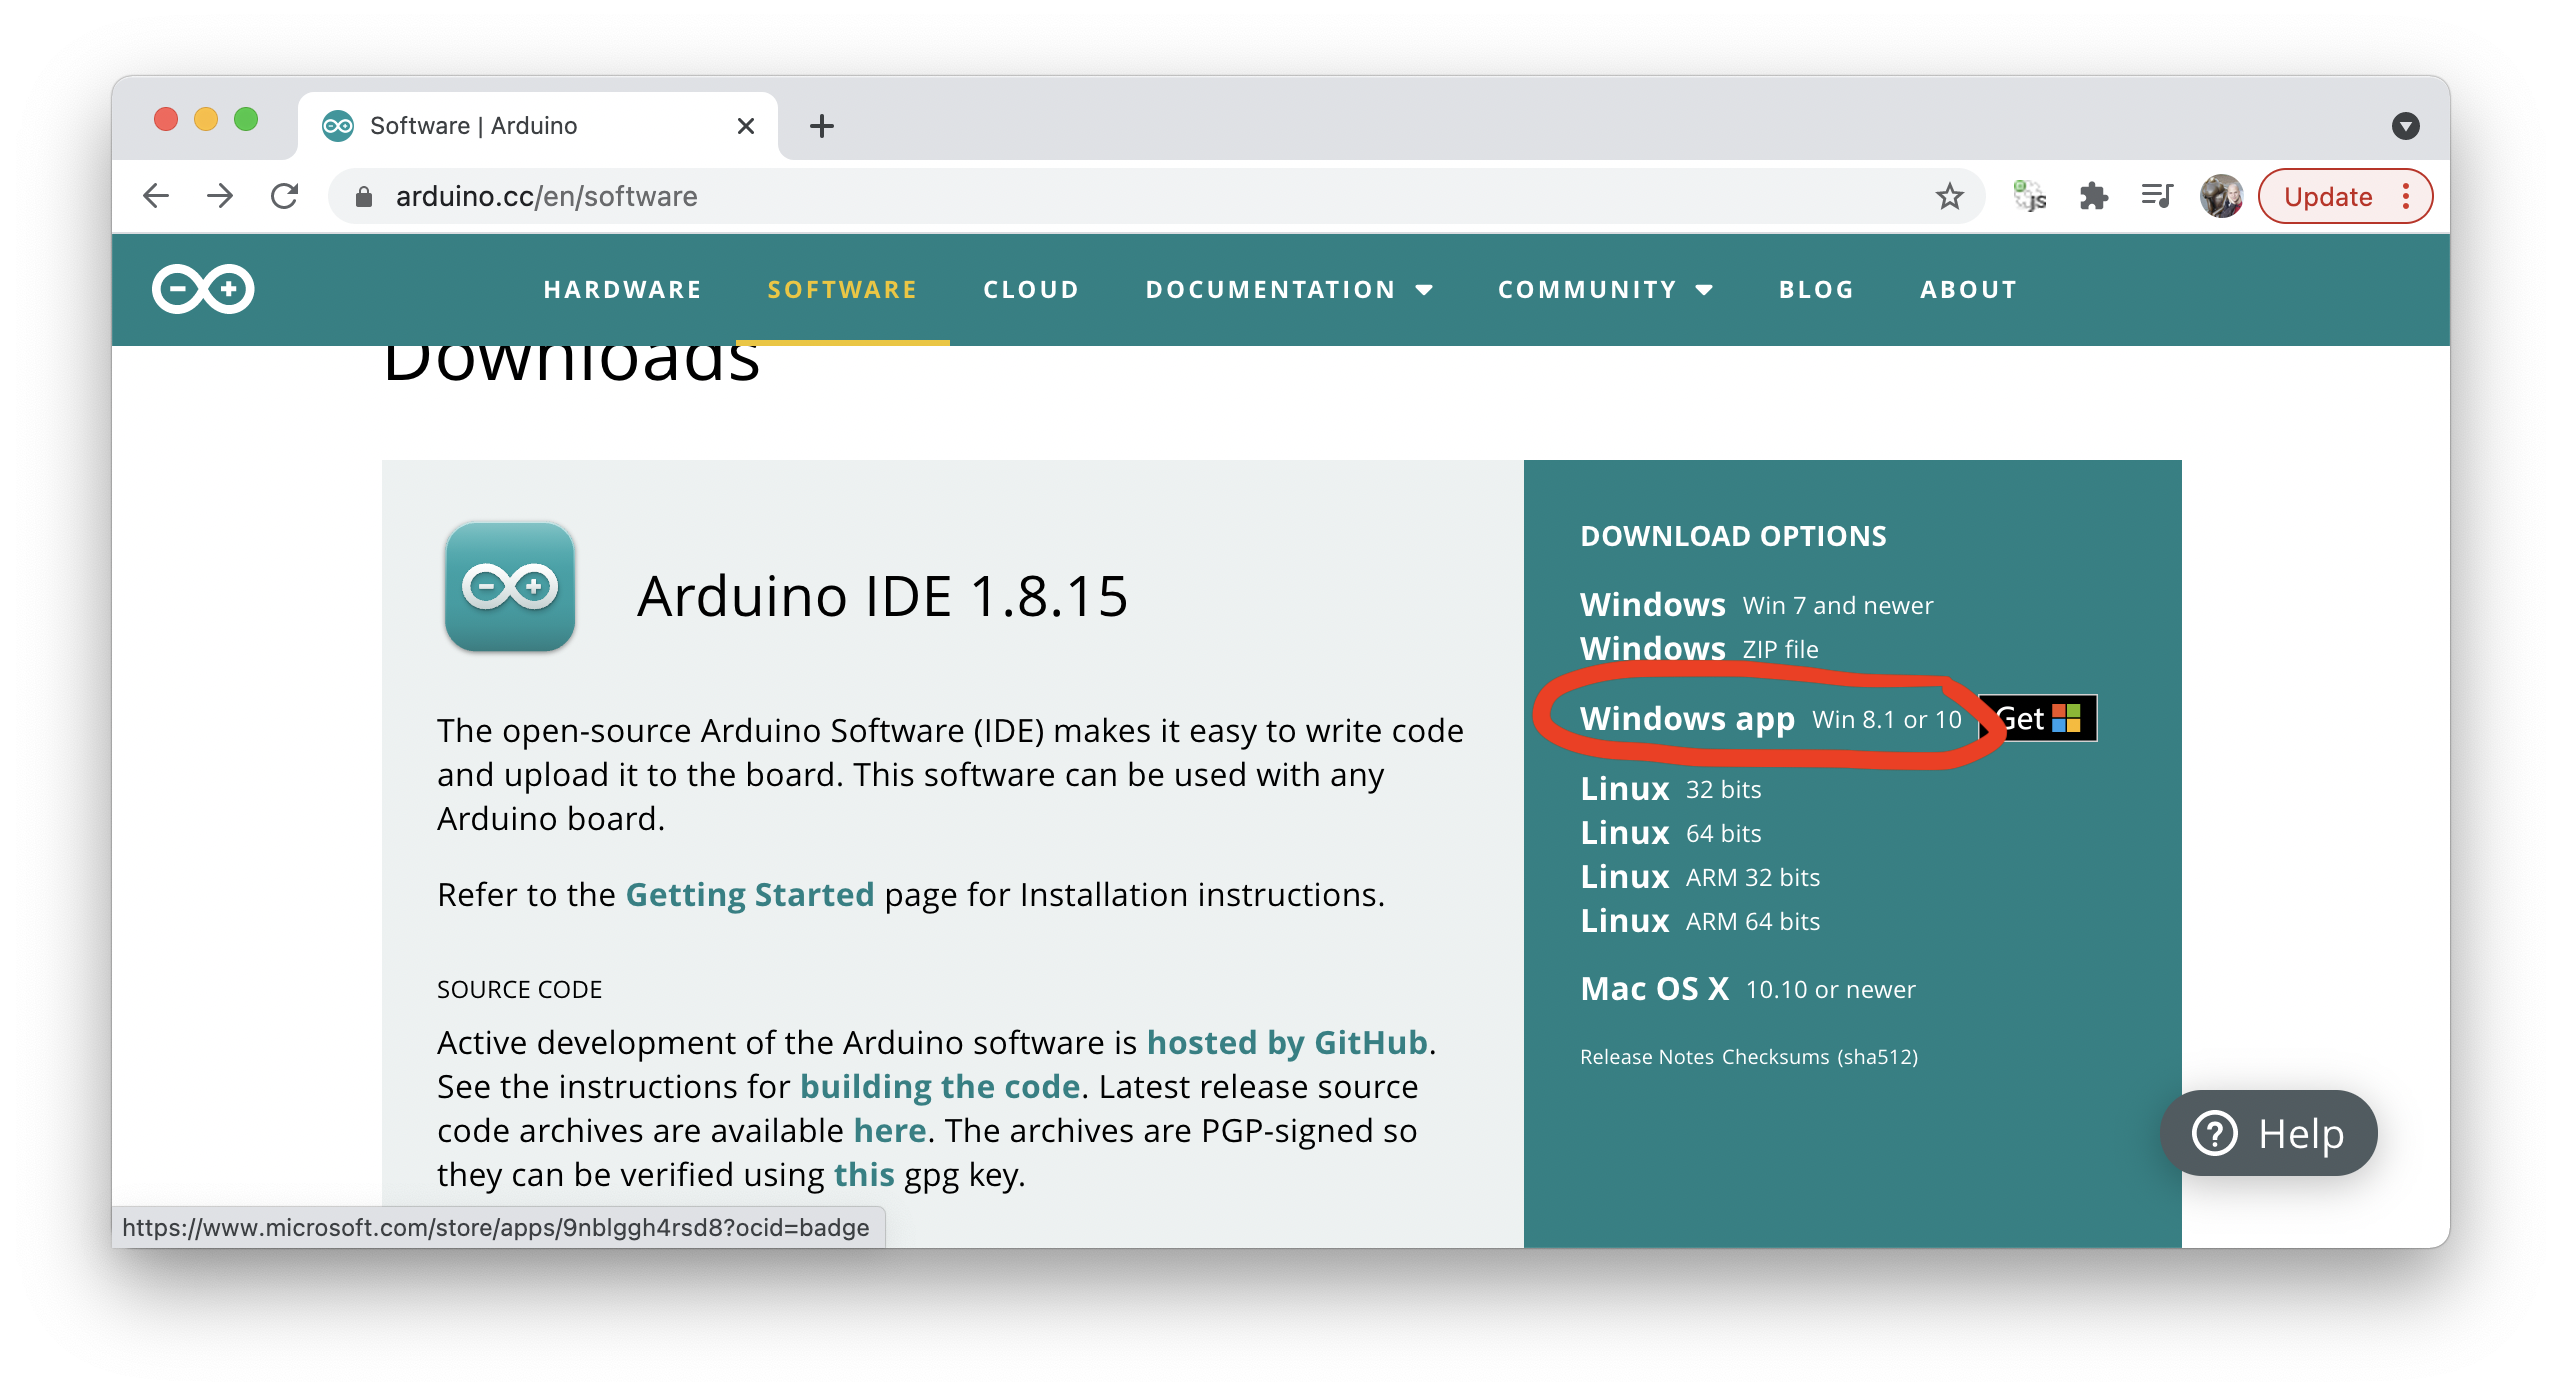 Software | Arduino
arduino.cc/en/software
js
Update
HARDWARE SOFTWARE CLOUD DOCUMENTATION COMMUNITY BLOG ABOUT
Downloads
Arduino IDE 1.8.15
The open-source Arduino Software (IDE) makes it easy to write code
and upload it to the board. This software can be used with any
Arduino board.
Refer to the Getting Started page for Installation instructions.
SOURCE CODE
Active development of the Arduino software is hosted by GitHub.
See the instructions for building the code. Latest release source
code archives are available here. The archives are PGP-signed so
they can be verified using this gpg key.
DOWNLOAD OPTIONS
Windows Win 7 and newer
Windows ZIP file
Windows app Win 8.1 or 10 Get
Linux 32 bits
Linux 64 bits
Linux ARM 32 bits
Linux ARM 64 bits
Mac OS X 10.10 or newer
Release Notes Checksums (sha512)
Help
https://www.microsoft.com/store/apps/9nblggh4rsd8?ocid=badge